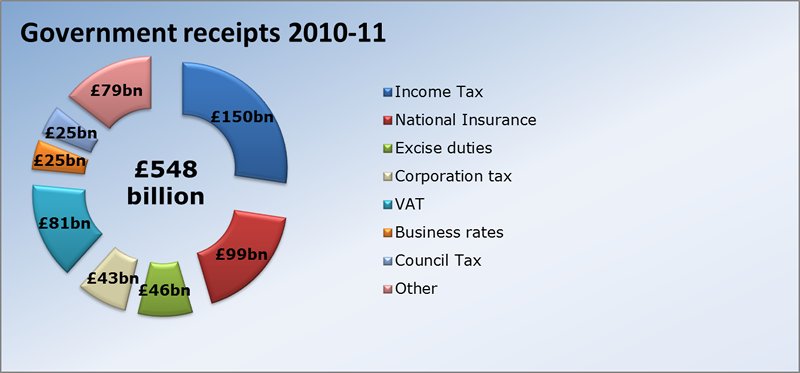 Government receipts 2010-11
£79bn
£150bn
£25bn
£25bn
£548
billion
£81bn
£99bn
£43bn
£46bn
Income Tax
National Insurance
Excise duties
Corporation tax
VAT
Business rates
Council Tax
Other